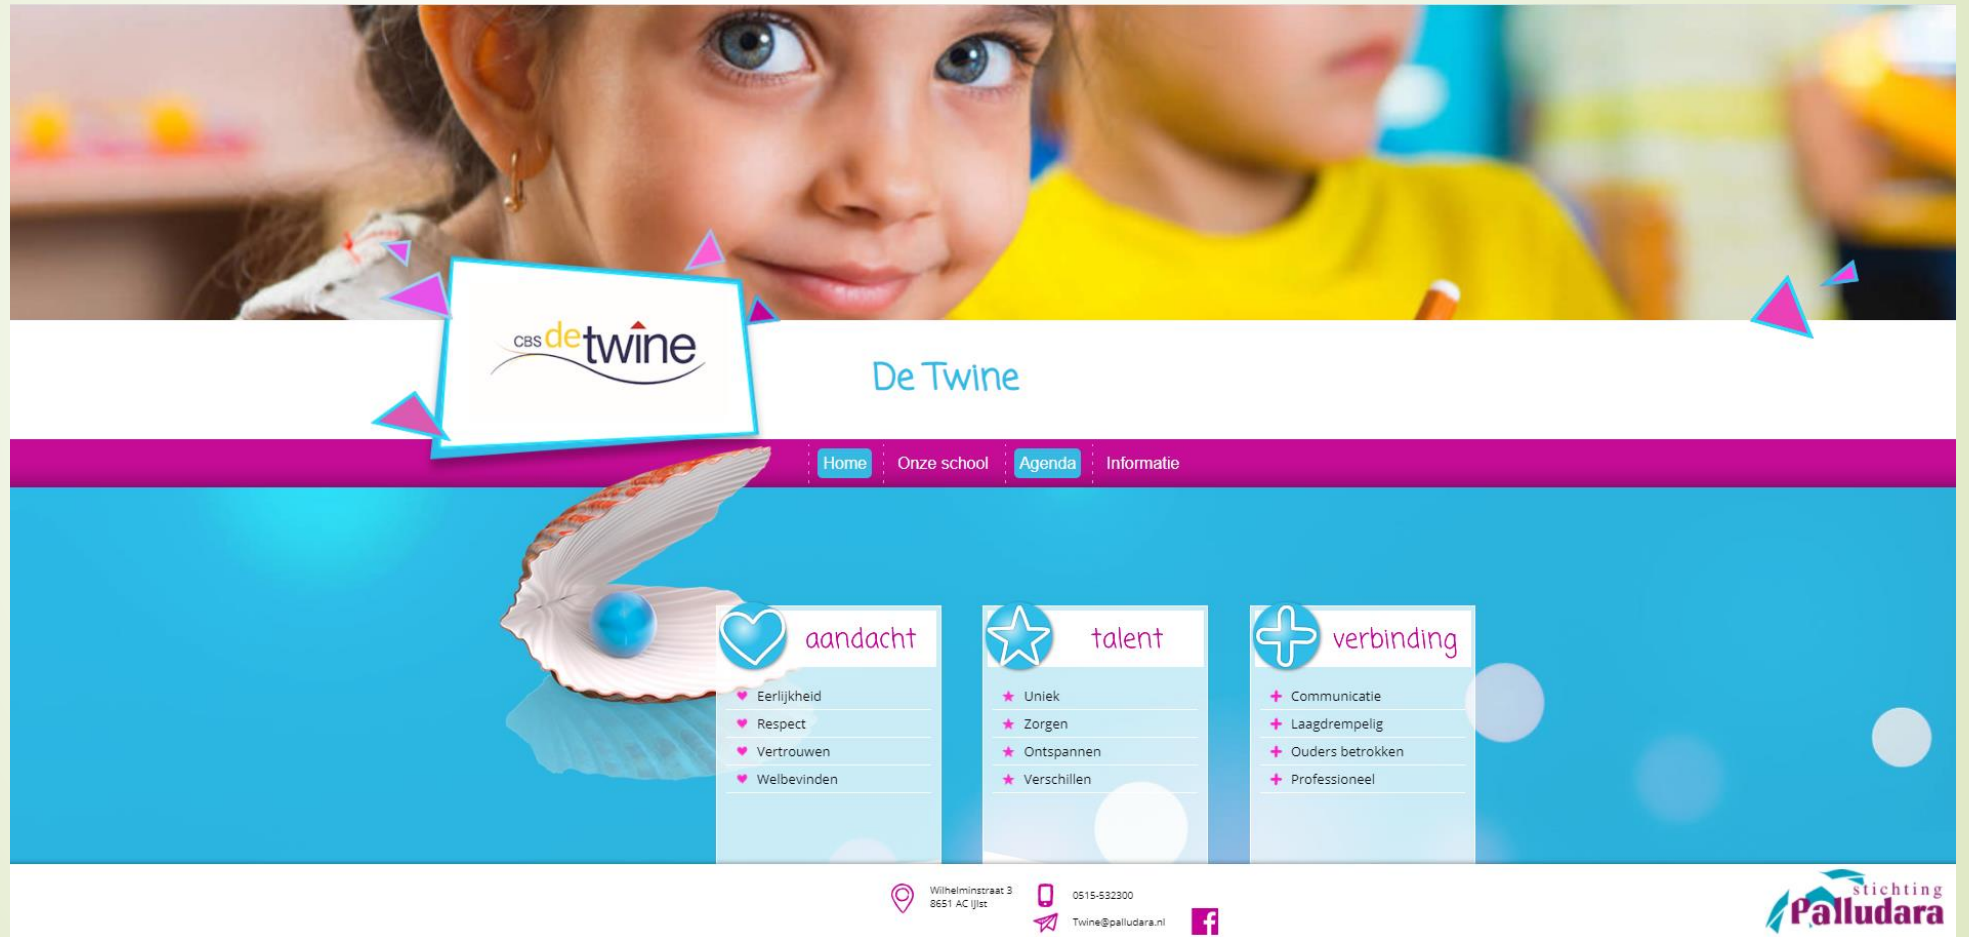 CBS de twine
De Twine
Home
Onze school
Agenda
Informatie
aandacht
Eerlijkheid
Respect
Vertrouwen
Welbevinden
talent
Uniek
Zorgen
Ontspannen
Verschillen
verbinding
Communicatie
Laagdrempelig
Ouders betrokken
Professioneel
Wilhelminstraat 3
8651 AC IJlst
0515-532300
Twine@palludara.nl
stichting
Palludara